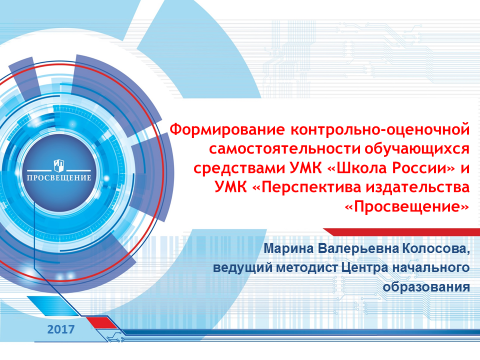 Формирование контрольно-оценочной
самостоятельности обучающихся
средствами УМК «Школа России» и
УМК «Перспектива издательства
«Просвещение»
ПРОСВЕЩЕНИЕ
Марина Валерьевна Колосова,
ведущий методист Центра начального
образования
2017